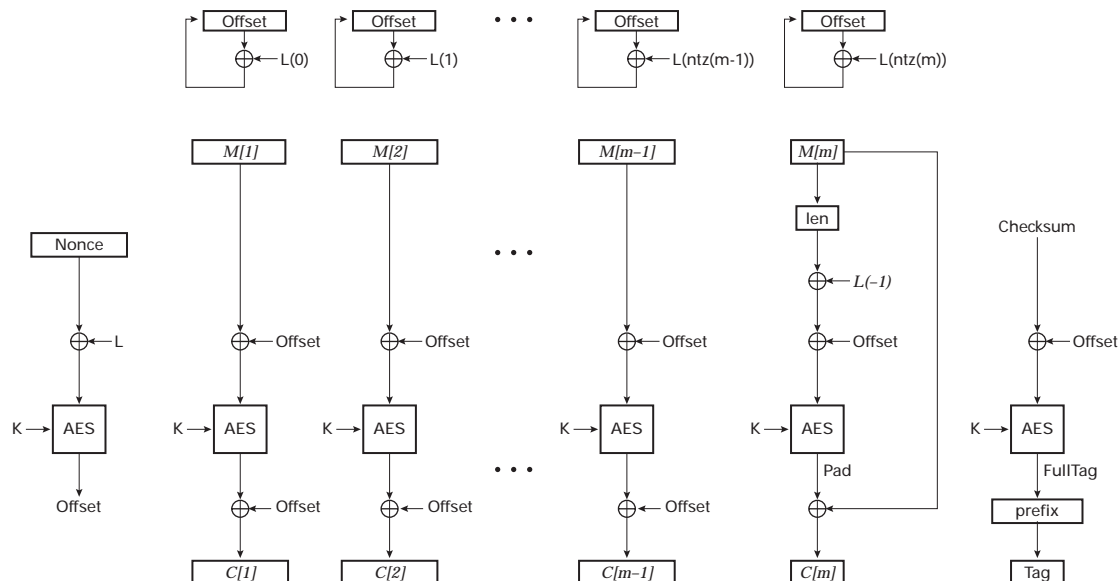 Offset Offset • • • Offset Offset
L(0) L(1) L(ntz(m-1)) L(ntz(m))
M[1] M[2] M[m–1] M[m]
len
Nonce • • • Checksum
L(–1)
L Offset Offset Offset Offset Offset
K AES K AES K AES K AES K AES K AES
• • • Pad FullTag
Offset Offset Offset Offset prefix
C[1] C[2] C[m–1] C[m] Tag